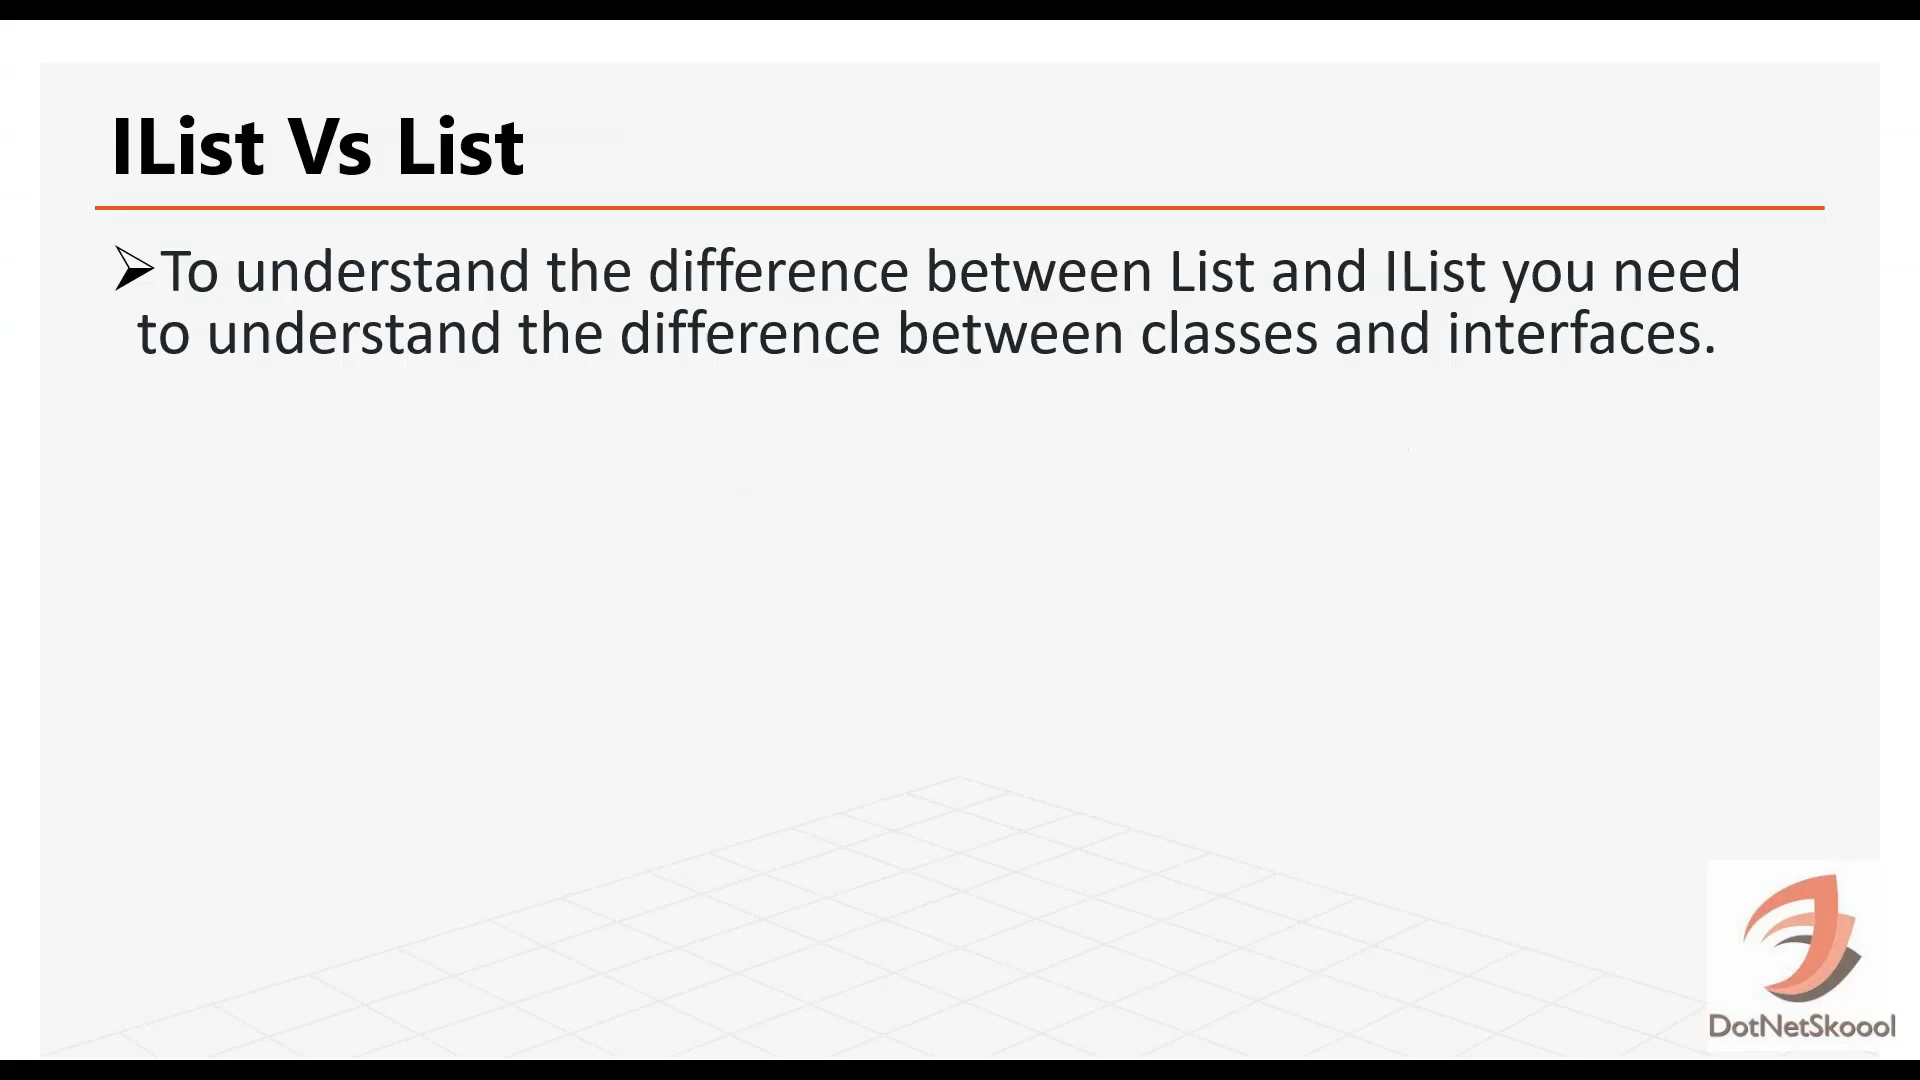 IList Vs List
➢To understand the difference between List and IList you need
to understand the difference between classes and interfaces.
DotNetSkoool